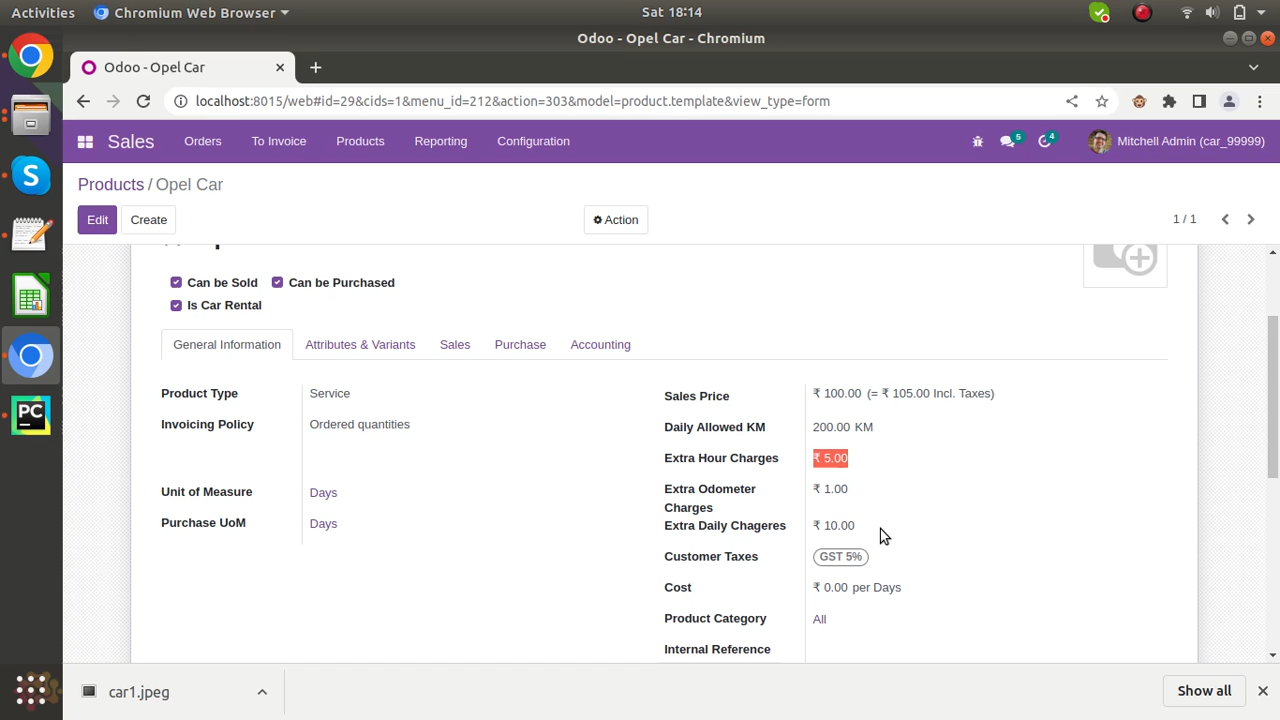 Activities Chromium Web Browser Sat 18:14
Odoo - Opel Car - Chromium
Odoo - Opel Car
localhost:8015/web#id=29&cids=1&menu_id=212&action=303&model=product.template&view_type=form
Sales Orders To Invoice Products Reporting Configuration 5 4 Mitchell Admin (car_99999)
Products / Opel Car
Edit Create Action 1 / 1
Can be Sold Can be Purchased
Is Car Rental
General Information Attributes & Variants Sales Purchase Accounting
Product Type Service
Invoicing Policy Ordered quantities
Unit of Measure Days
Purchase UoM Days
Sales Price ₹ 100.00 (= ₹ 105.00 Incl. Taxes)
Daily Allowed KM 200.00 KM
Extra Hour Charges ₹ 5.00
Extra Odometer ₹ 1.00
Charges
Extra Daily Chageres ₹ 10.00
Customer Taxes GST 5%
Cost ₹ 0.00 per Days
Product Category All
Internal Reference
car1.jpeg Show all